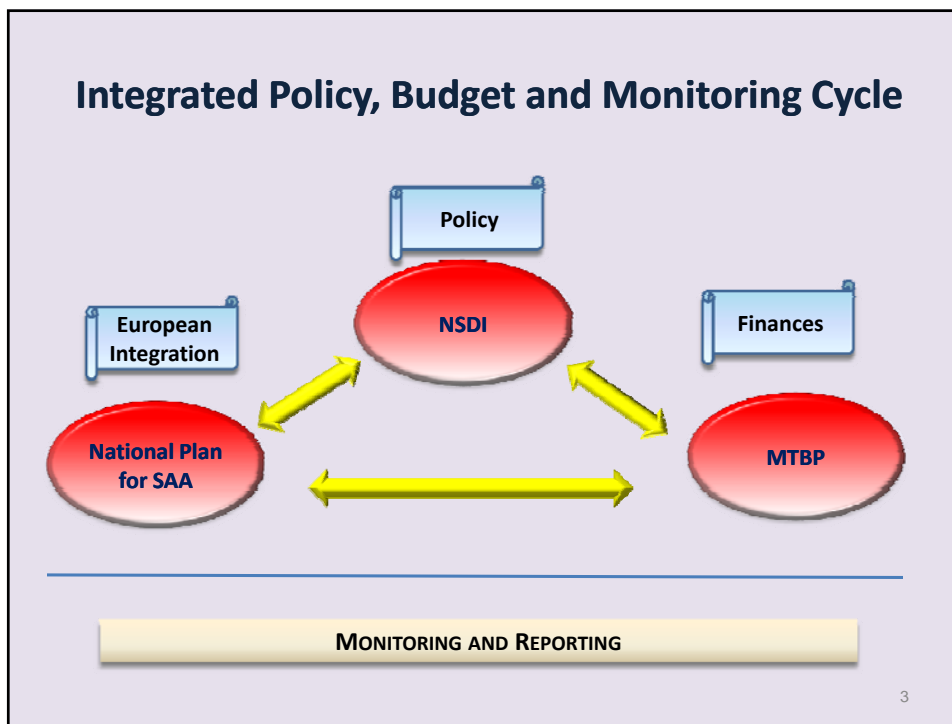 Integrated Policy, Budget and Monitoring Cycle
Policy
NSDI
European
Integration
Finances
National Plan
for SAA
MTBP
MONITORING AND REPORTING
3